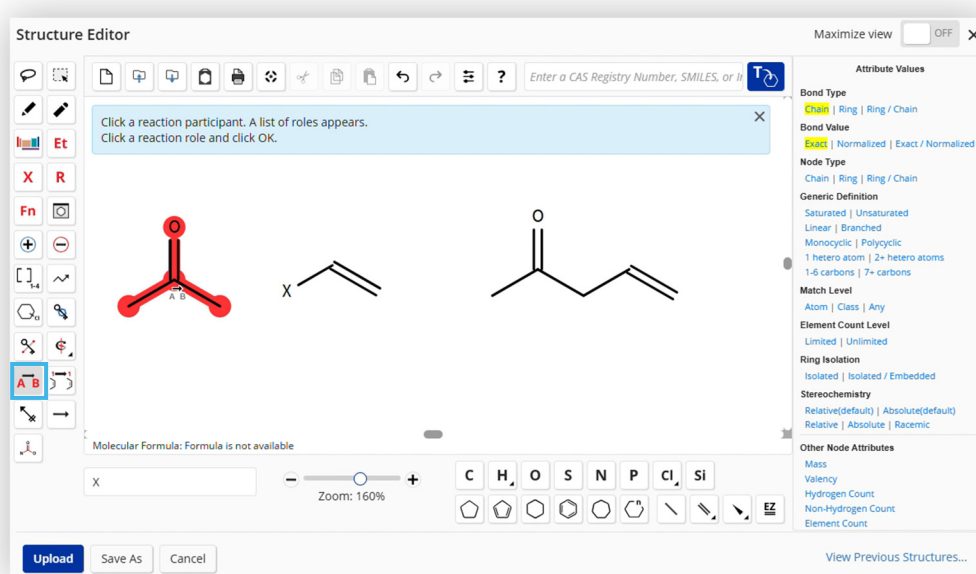 Structure Editor
Maximize view OFF
Et
X R
Fn
1-4
Cl
A B
1 1
T
?
Enter a CAS Registry Number, SMILES, or
Click a reaction participant. A list of roles appears.
Click a reaction role and click OK.
O
A B
X
O
Molecular Formula: Formula is not available
X
Zoom: 160%
C H O S N P Cl Si
n
EZ
Upload Save As Cancel
Attribute Values
Bond Type
Chain | Ring | Ring / Chain
Bond Value
Exact | Normalized | Exact / Normalized
Node Type
Chain | Ring | Ring / Chain
Generic Definition
Saturated | Unsaturated
Linear | Branched
Monocyclic | Polycyclic
1 hetero atom | 2+ hetero atoms
1-6 carbons | 7+ carbons
Match Level
Atom | Class | Any
Element Count Level
Limited | Unlimited
Ring Isolation
Isolated | Isolated / Embedded
Stereochemistry
Relative(default) | Absolute(default)
Relative | Absolute | Racemic
Other Node Attributes
Mass
Valency
Hydrogen Count
Non-Hydrogen Count
Element Count
View Previous Structures...